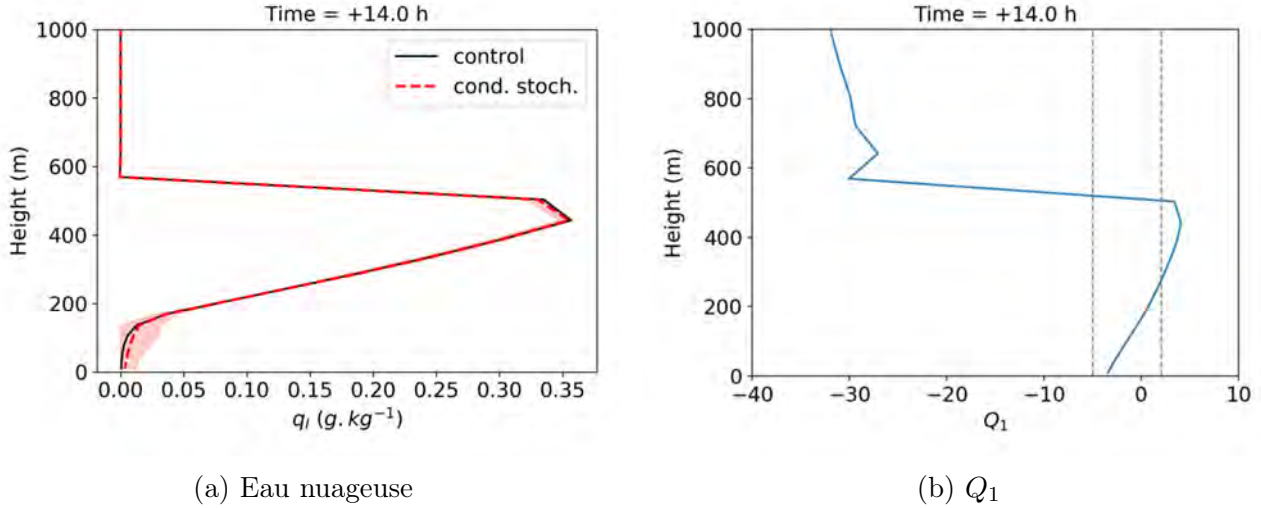 Time = +14.0 h
1000
800
600
400
200
0
Height (m)
control
cond. stoch.
0.00 0.05 0.10 0.15 0.20 0.25 0.30 0.35
q_l (g.kg⁻¹)
(a) Eau nuageuse
Time = +14.0 h
1000
800
600
400
200
0
Height (m)
−40 −30 −20 −10 0 10
Q₁
(b) Q₁